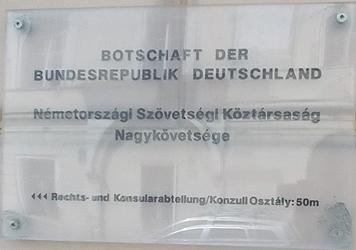 BOTSCHAFT DER
BUNDESREPUBLIK DEUTSCHLAND
Németországi Szövetségi Köztársaság
Nagykövetsége
<<< Rechts- und Konsularabteilung/Konzuli Osztály: 50m